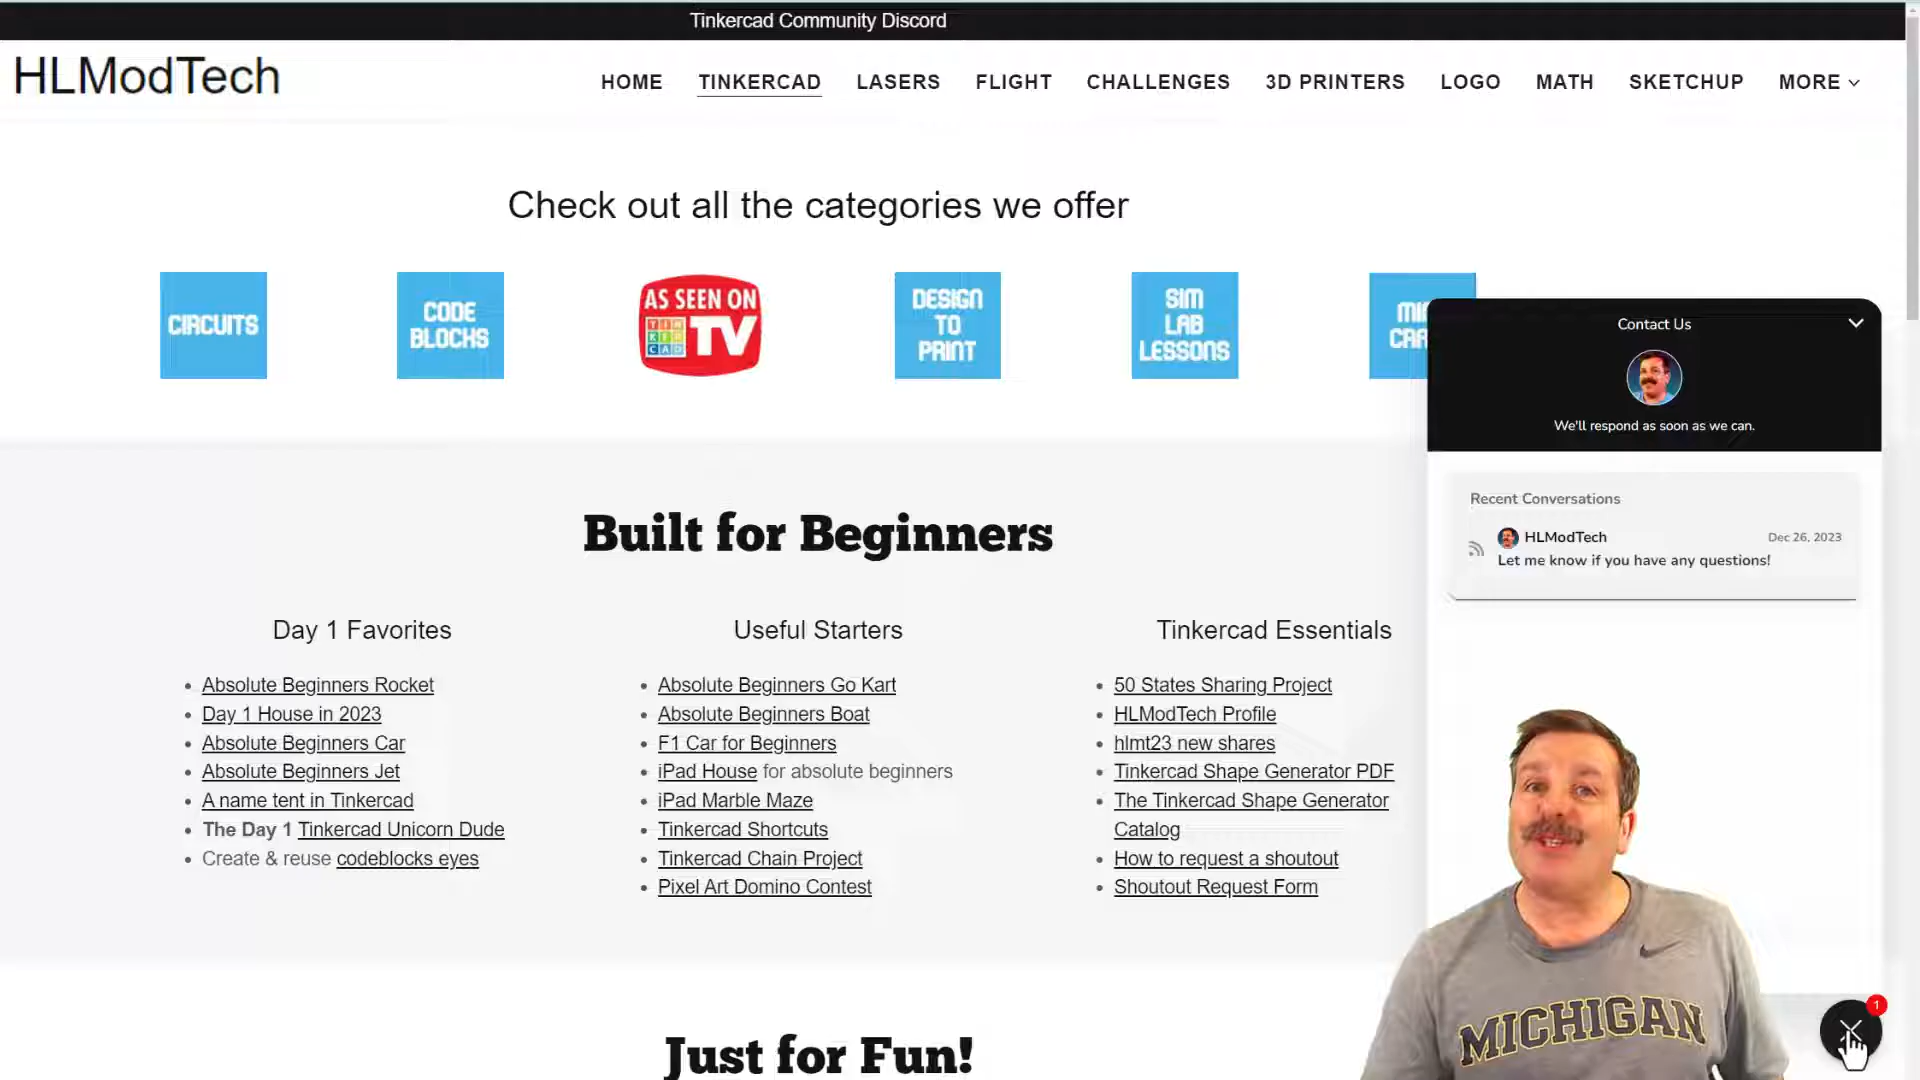 Tinkercad Community Discord
HLModTech
HOME
TINKERCAD
LASERS
FLIGHT
CHALLENGES
3D PRINTERS
LOGO
MATH
SKETCHUP
MORE
Check out all the categories we offer
CIRCUITS
CODE
BLOCKS
AS SEEN ON
TIN
KER
CAD
TV
DESIGN
TO
PRINT
SIM
LAB
LESSONS
Contact Us
We'll respond as soon as we can.
Recent Conversations
HLModTech
Dec 26, 2023
Let me know if you have any questions!
Built for Beginners
Day 1 Favorites
Absolute Beginners Rocket
Day 1 House in 2023
Absolute Beginners Car
Absolute Beginners Jet
A name tent in Tinkercad
The Day 1 Tinkercad Unicorn Dude
Create & reuse codeblocks eyes
Useful Starters
Absolute Beginners Go Kart
Absolute Beginners Boat
F1 Car for Beginners
iPad House for absolute beginners
iPad Marble Maze
Tinkercad Shortcuts
Tinkercad Chain Project
Pixel Art Domino Contest
Tinkercad Essentials
50 States Sharing Project
HLModTech Profile
hlmt23 new shares
Tinkercad Shape Generator PDF
The Tinkercad Shape Generator
Catalog
How to request a shoutout
Shoutout Request Form
MICHIGAN
1
Just for Fun!